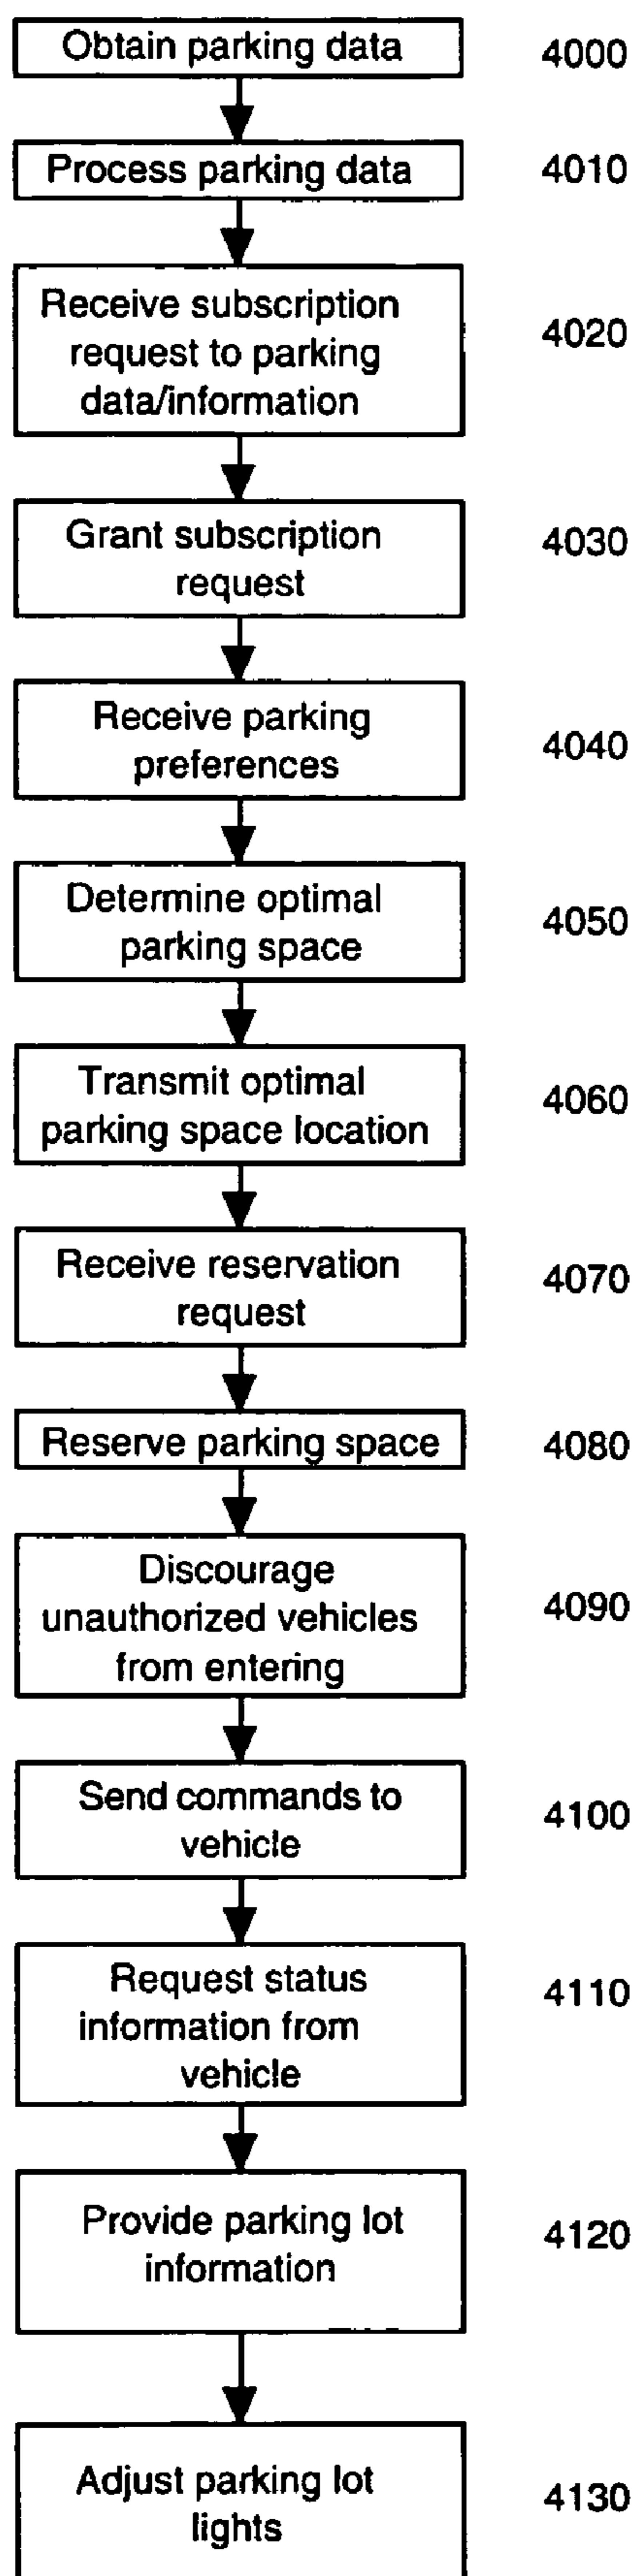 Obtain parking data 4000
Process parking data 4010
Receive subscription
request to parking 4020
data/information
Grant subscription 4030
request
Receive parking
preferences 4040
Determine optimal 4050
parking space
Transmit optimal 4060
parking space location
Receive reservation 4070
request
Reserve parking space 4080
Discourage
unauthorized vehicles 4090
from entering
Send commands to 4100
vehicle
Request status 4110
information from
vehicle
Provide parking lot 4120
information
Adjust parking lot 4130
lights